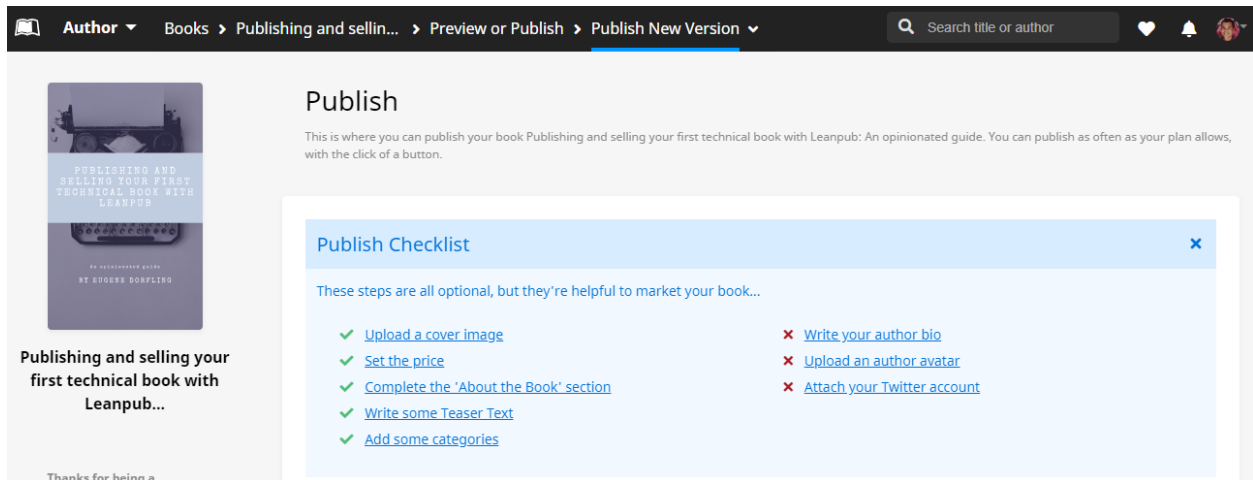 Author
Books > Publishing and sellin... > Preview or Publish > Publish New Version
Search title or author
PUBLISHING AND
SELLING YOUR FIRST
TECHNICAL BOOK WITH
LEANPUB
An opinionated guide
BY EUGENE DORFLING
Publishing and selling your
first technical book with
Leanpub...
Thanks for being a
Publish
This is where you can publish your book Publishing and selling your first technical book with Leanpub: An opinionated guide. You can publish as often as your plan allows,
with the click of a button.
Publish Checklist
These steps are all optional, but they're helpful to market your book...
Upload a cover image
Set the price
Complete the 'About the Book' section
Write some Teaser Text
Add some categories
Write your author bio
Upload an author avatar
Attach your Twitter account